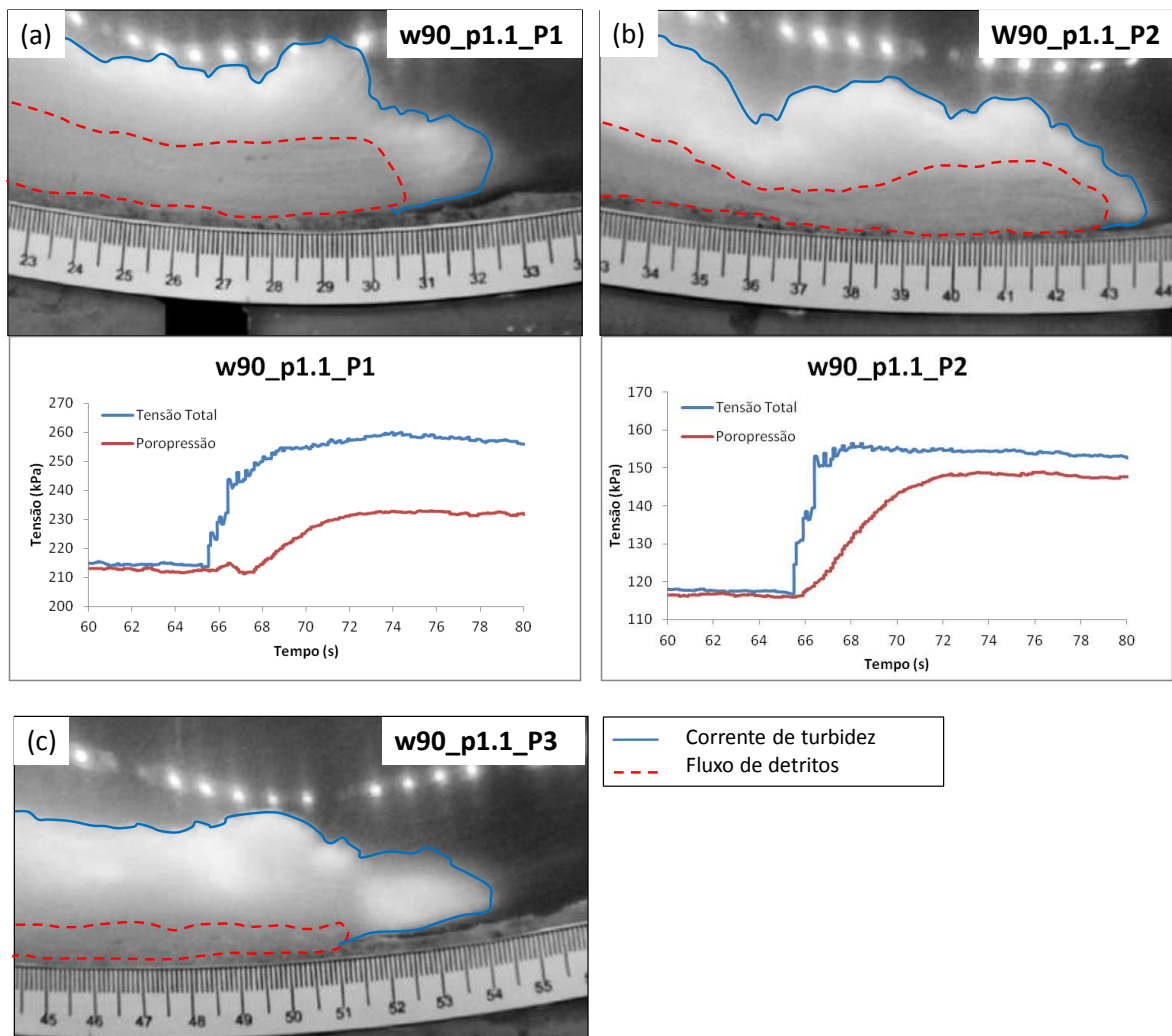 (a) w90_p1.1_P1
23 24 25 26 27 28 29 30 31 32 33
(b) W90_p1.1_P2
34 35 36 37 38 39 40 41 42 43 44
w90_p1.1_P1
270
260
250
240
230
220
210
200
Tensão (kPa)
Tensão Total
Poropressão
60 62 64 66 68 70 72 74 76 78 80
Tempo (s)
w90_p1.1_P2
170
160
150
140
130
120
110
Tensão (kPa)
Tensão Total
Poropressão
60 62 64 66 68 70 72 74 76 78 80
Tempo (s)
(c) w90_p1.1_P3
45 46 47 48 49 50 51 52 53 54 55
Corrente de turbidez
Fluxo de detritos